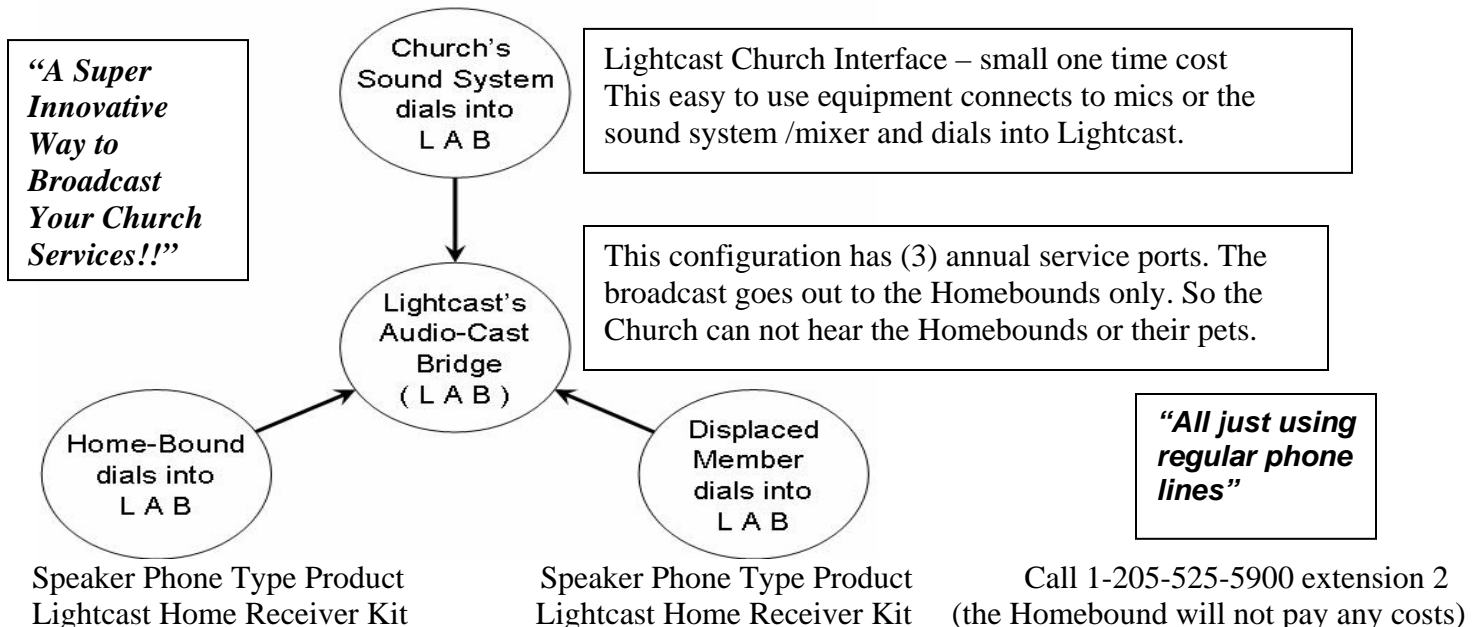 “A Super
Innovative
Way to
Broadcast
Your Church
Services!!”
Church's
Sound System
dials into
L A B
Lightcast Church Interface – small one time cost
This easy to use equipment connects to mics or the
sound system /mixer and dials into Lightcast.
This configuration has (3) annual service ports. The
broadcast goes out to the Homebounds only. So the
Church can not hear the Homebounds or their pets.
Lightcast's
Audio-Cast
Bridge
( L A B )
Home-Bound
dials into
L A B
Displaced
Member
dials into
L A B
“All just using
regular phone
lines”
Speaker Phone Type Product
Lightcast Home Receiver Kit
Speaker Phone Type Product
Lightcast Home Receiver Kit
Call 1-205-525-5900 extension 2
(the Homebound will not pay any costs)